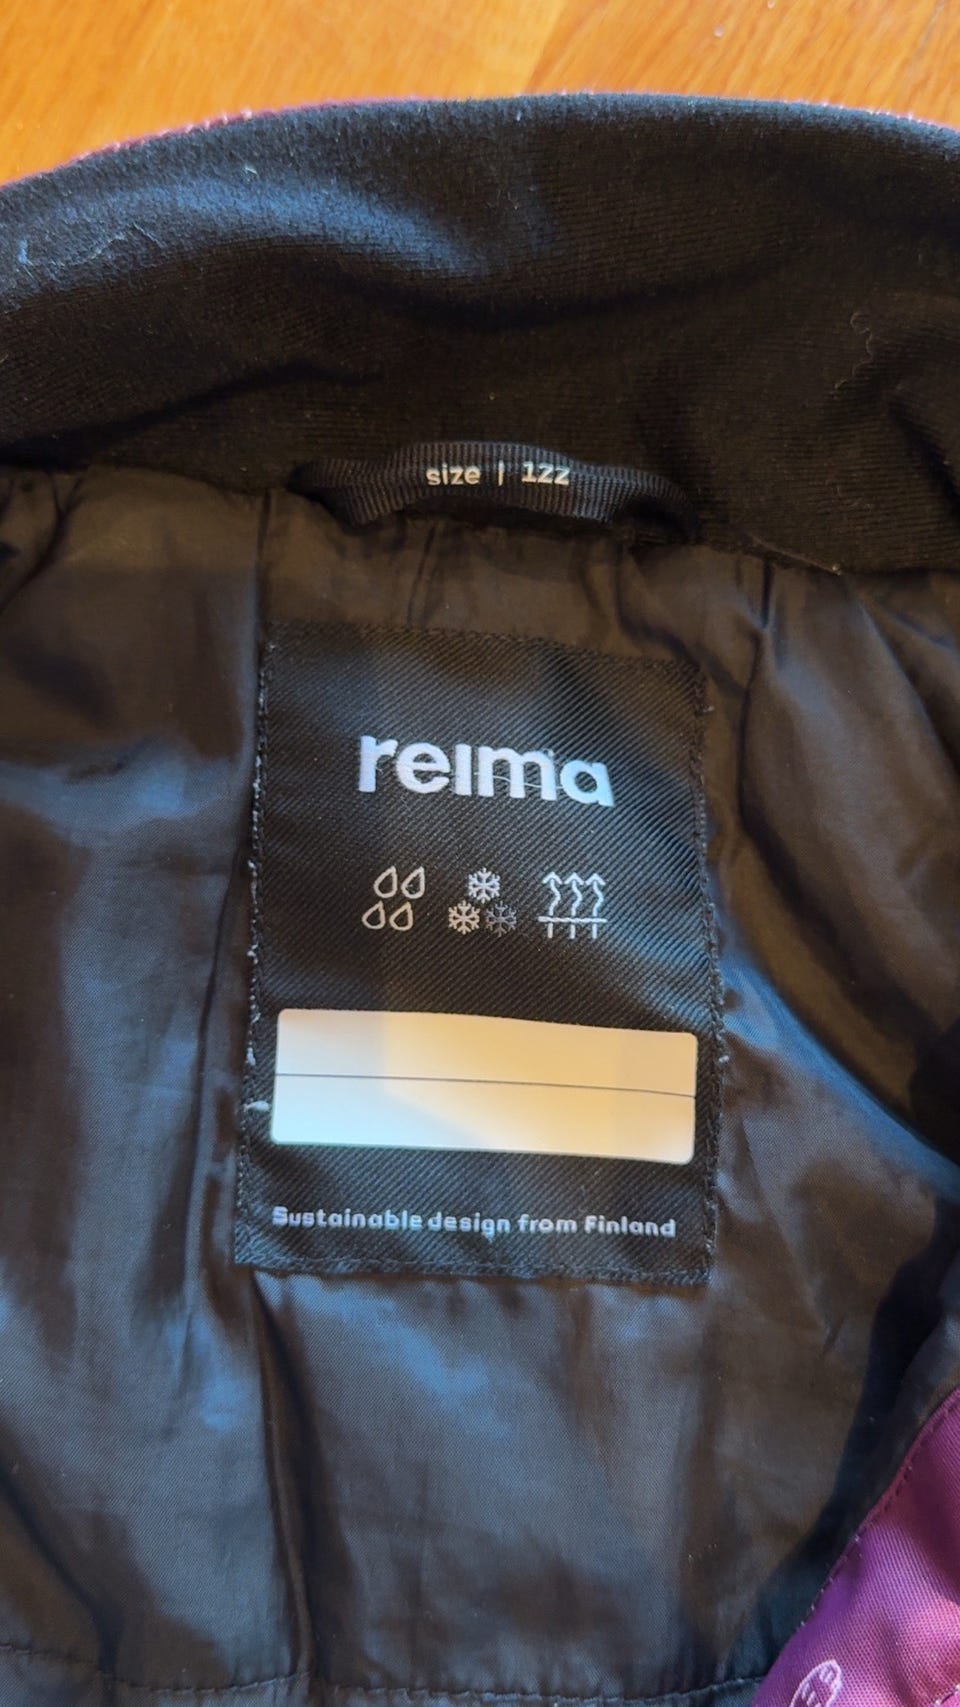 size | 122
reima
Sustainable design from Finland